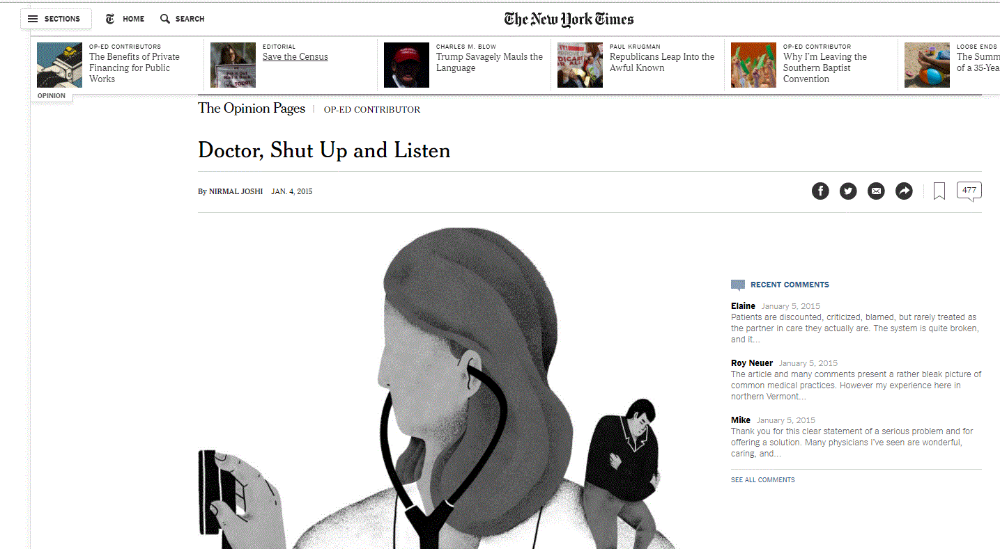 SECTIONS
HOME
SEARCH
The New York Times
OP-ED CONTRIBUTORS
The Benefits of Private
Financing for Public
Works
EDITORIAL
Save the Census
CHARLES M. BLOW
Trump Savagely Mauls the
Language
PAUL KRUGMAN
Republicans Leap Into the
Awful Known
OP-ED CONTRIBUTOR
Why I'm Leaving the
Southern Baptist
Convention
LOOSE ENDS
The Summ
of a 35-Yea
OPINION
The Opinion Pages | OP-ED CONTRIBUTOR
Doctor, Shut Up and Listen
By NIRMAL JOSHI JAN. 4, 2015
477
RECENT COMMENTS
Elaine January 5, 2015
Patients are discounted, criticized, blamed, but rarely treated as
the partner in care they actually are. The system is quite broken,
and it...
Roy Neuer January 5, 2015
The article and many comments present a rather bleak picture of
common medical practices. However my experience here in
northern Vermont...
Mike January 5, 2015
Thank you for this clear statement of a serious problem and for
offering a solution. Many physicians I've seen are wonderful,
caring, and...
SEE ALL COMMENTS